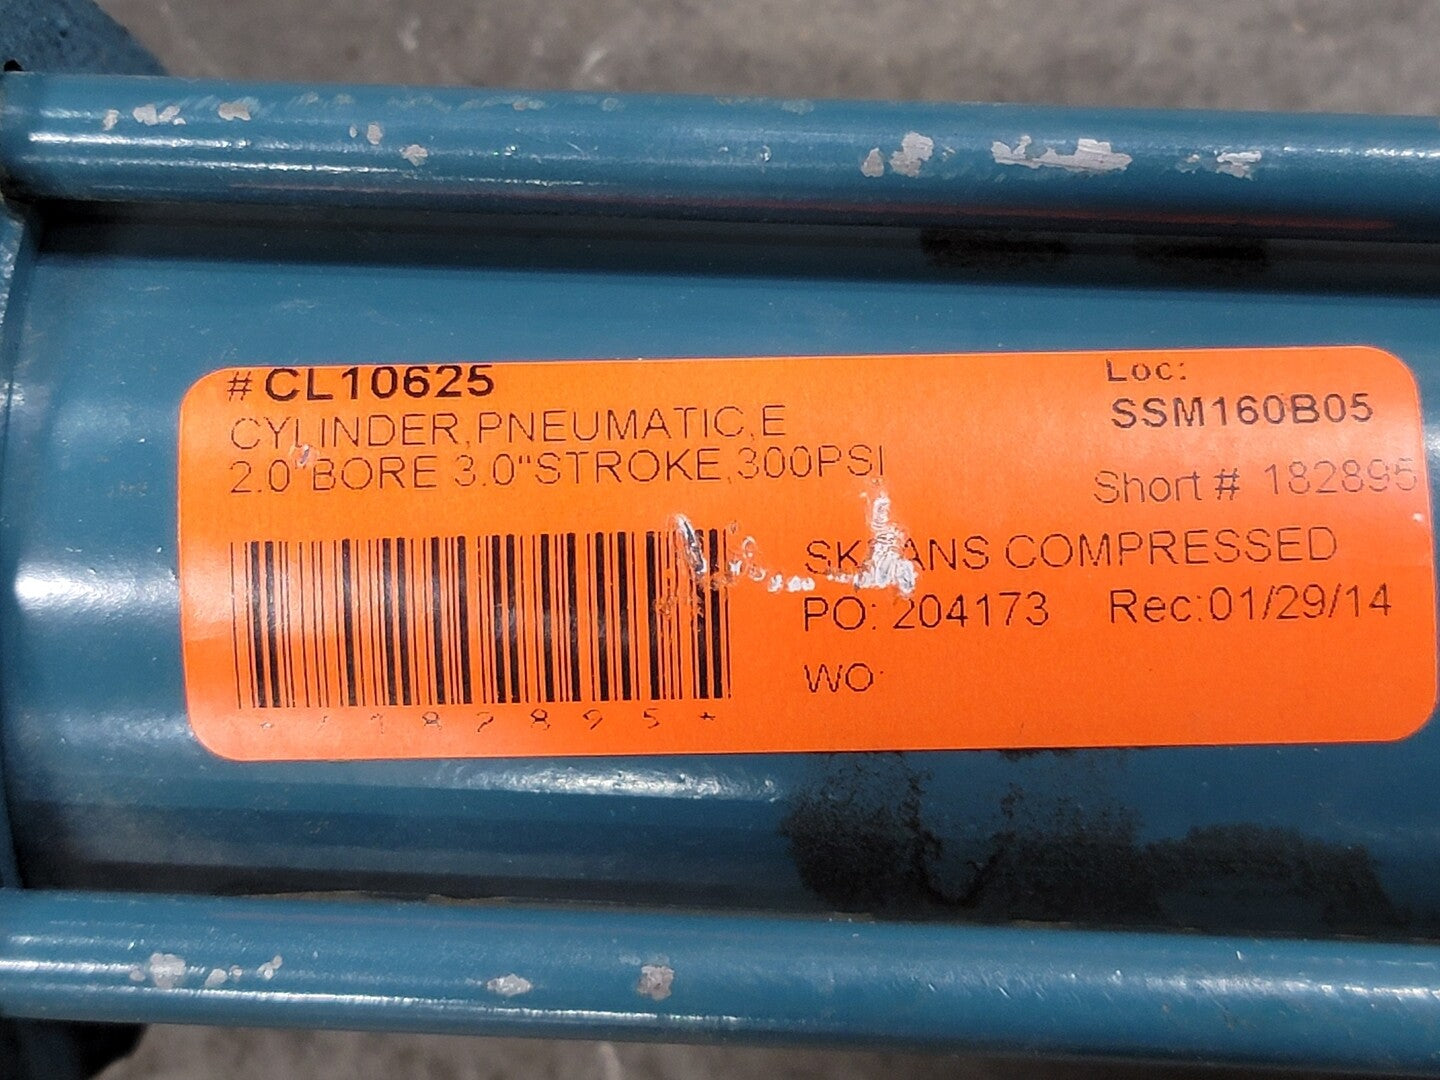 # CL10625
CYLINDER,PNEUMATIC,E
2.0"BORE 3.0"STROKE,300PSI
Loc:
SSM160B05
Short # 182895
COMPRESSED
PO: 204173 Rec:01/29/14
WO: